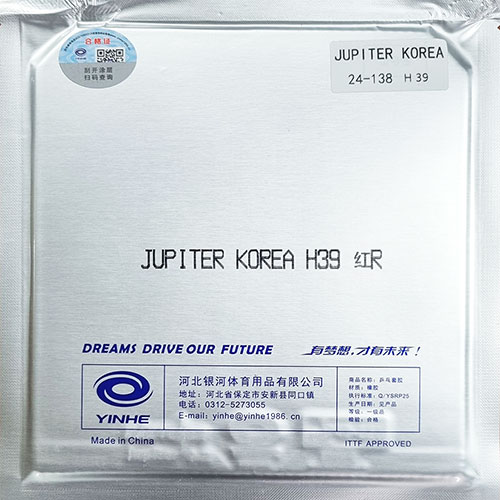 合格证
刮开涂层
扫码查询
JUPITER KOREA
24-138 H 39
JUPITER KOREA H39 红R
DREAMS DRIVE OUR FUTURE
有梦想,才有未来!
YINHE
河北银河体育用品有限公司
地址:河北省保定市安新县同口镇
电话:0312-5273055
E-mail: yinhe@yinhe1986.cn
商品名称:乒乓套胶
材质:橡胶
执行标准:Q/YSRP25
生产日期:见产品
等级:一级品
检验:合格
Made in China
ITTF APPROVED